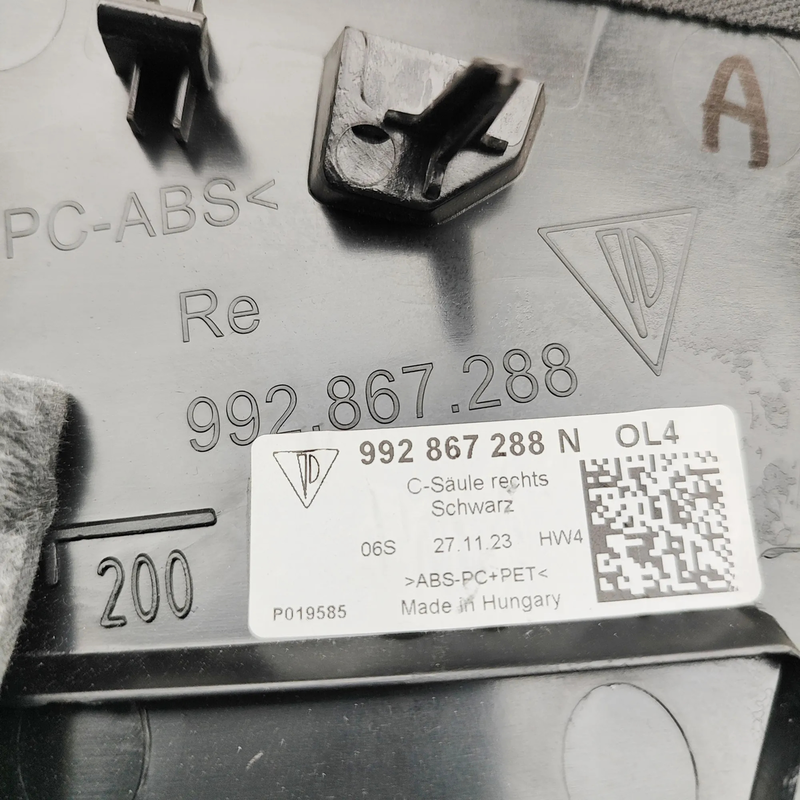 A
PC-ABS<
Re
992.867.288
992 867 288 N OL4
C-Säule rechts
Schwarz
06S 27.11.23 HW4
>ABS-PC+PET<
P019585 Made in Hungary
200